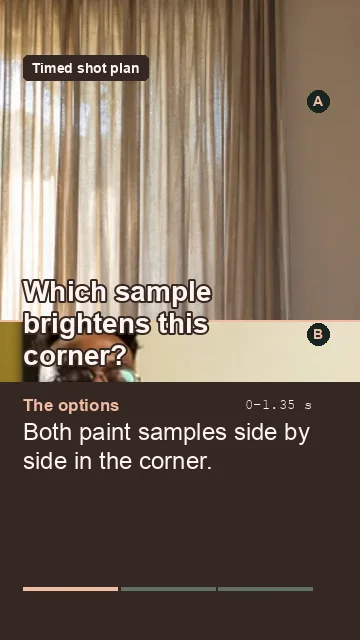 Timed shot plan
A
Which sample
brightens this
corner?
B
The options
0–1.35 s
Both paint samples side by
side in the corner.